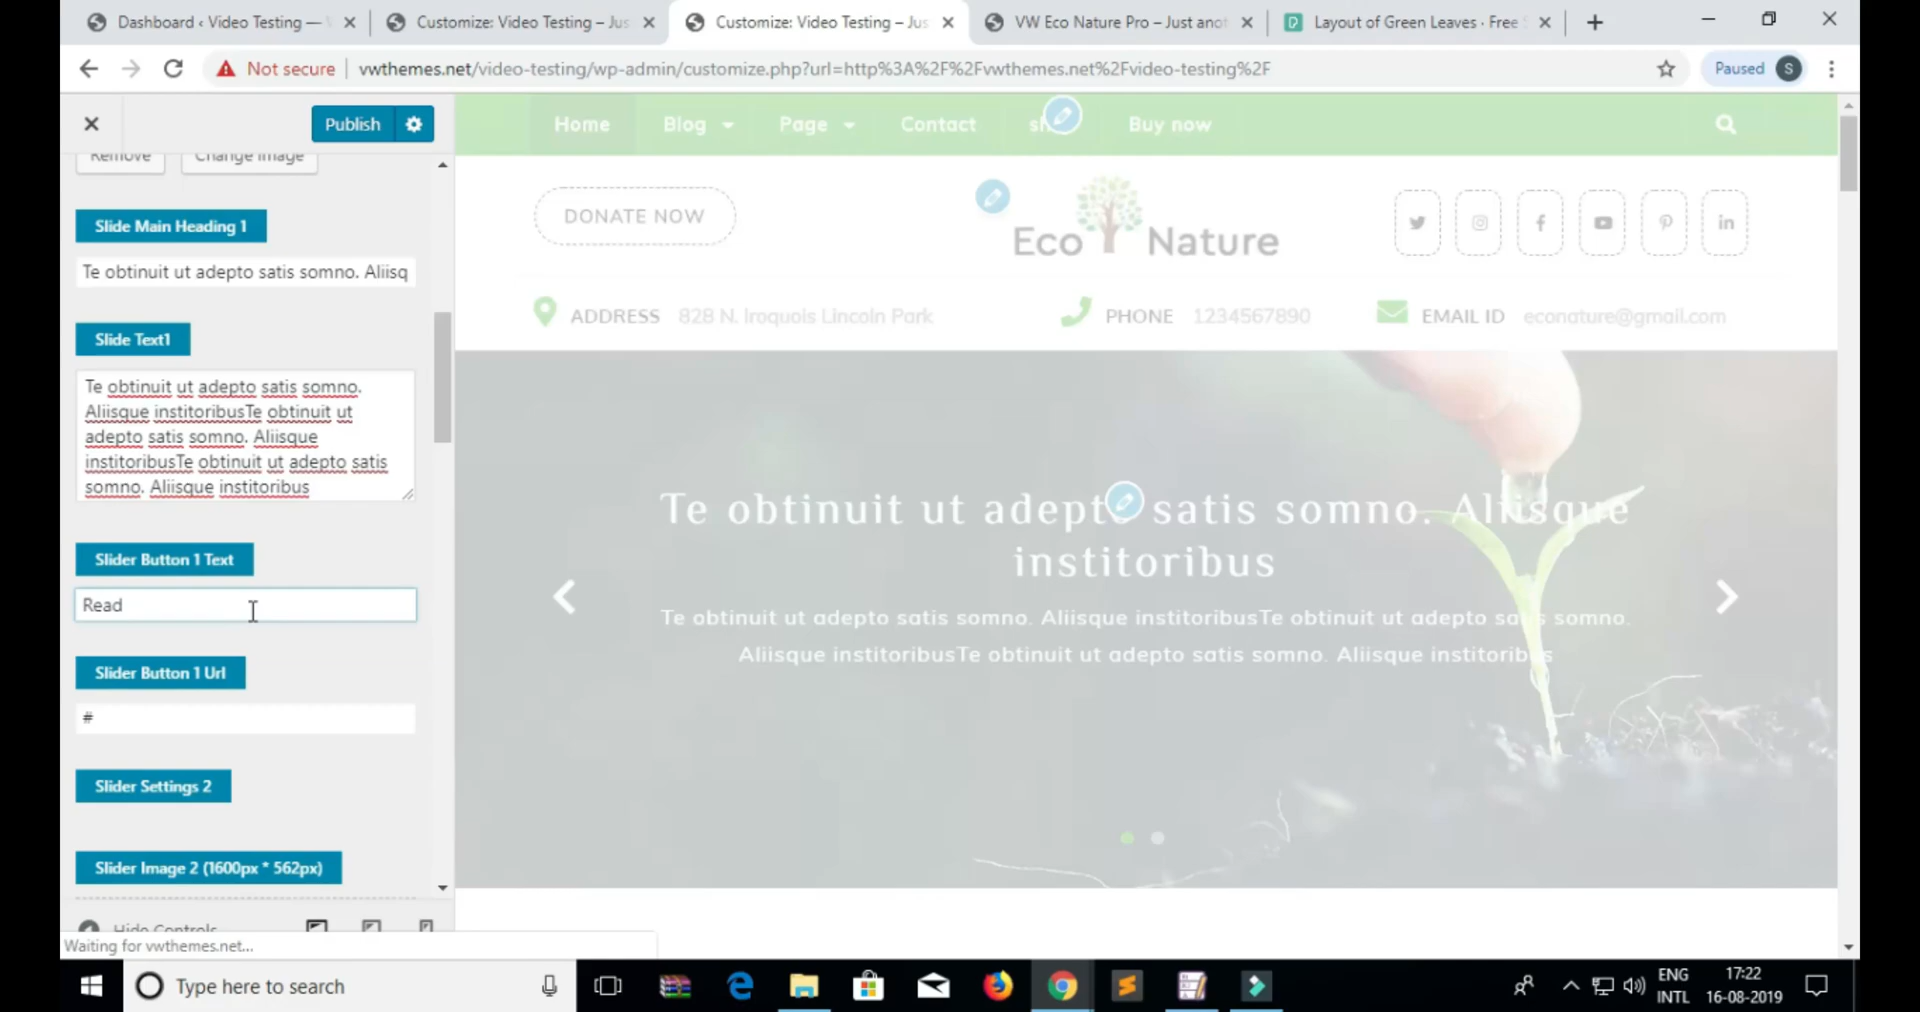 Dashboard ‹ Video Testing —
Customize: Video Testing – Jus
Customize: Video Testing – Jus
VW Eco Nature Pro – Just anot
Layout of Green Leaves · Free
Not secure
vwthemes.net/video-testing/wp-admin/customize.php?url=http%3A%2F%2Fvwthemes.net%2Fvideo-testing%2F
Paused
S
Publish
Home
Blog
Page
Contact
Buy now
Remove
Change Image
Slide Main Heading 1
Te obtinuit ut adepto satis somno. Aliisq
DONATE NOW
Eco Nature
Slide Text1
ADDRESS 828 N. Iroquois Lincoln Park
PHONE 1234567890
EMAIL ID econature@gmail.com
Te obtinuit ut adepto satis somno.
Aliisque institoribusTe obtinuit ut
adepto satis somno. Aliisque
institoribusTe obtinuit ut adepto satis
somno. Aliisque institoribus
Te obtinuit ut adepto satis somno. Aliisque
institoribus
Te obtinuit ut adepto satis somno. Aliisque institoribusTe obtinuit ut adepto satis somno.
Aliisque institoribusTe obtinuit ut adepto satis somno. Aliisque institoribus
Slider Button 1 Text
Read
Slider Button 1 Url
#
Slider Settings 2
Slider Image 2 (1600px * 562px)
Hide Controls
Waiting for vwthemes.net...
Type here to search
ENG
INTL
17:22
16-08-2019